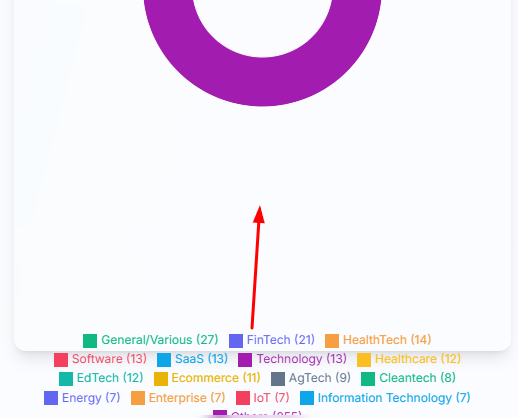 General/Various (27) FinTech (21) HealthTech (14)
Software (13) SaaS (13) Technology (13) Healthcare (12)
EdTech (12) Ecommerce (11) AgTech (9) Cleantech (8)
Energy (7) Enterprise (7) IoT (7) Information Technology (7)
Others